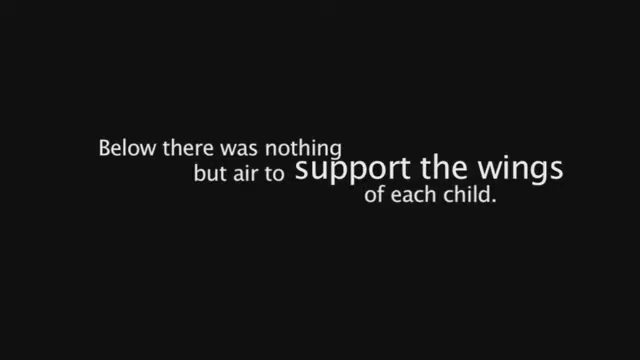 Below there was nothing
but air to support the wings
of each child.